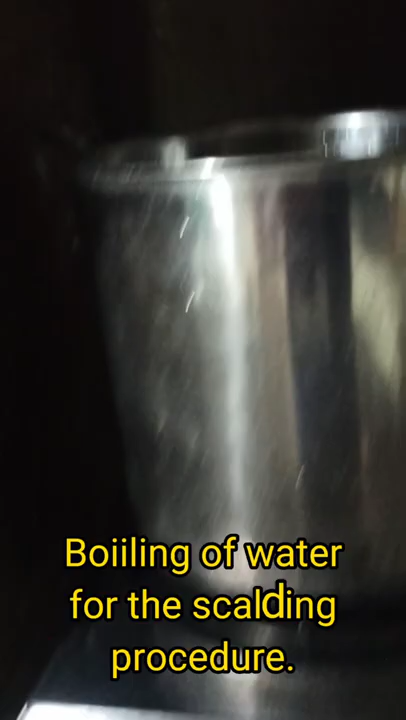 Boiiling of water
for the scalding
procedure.